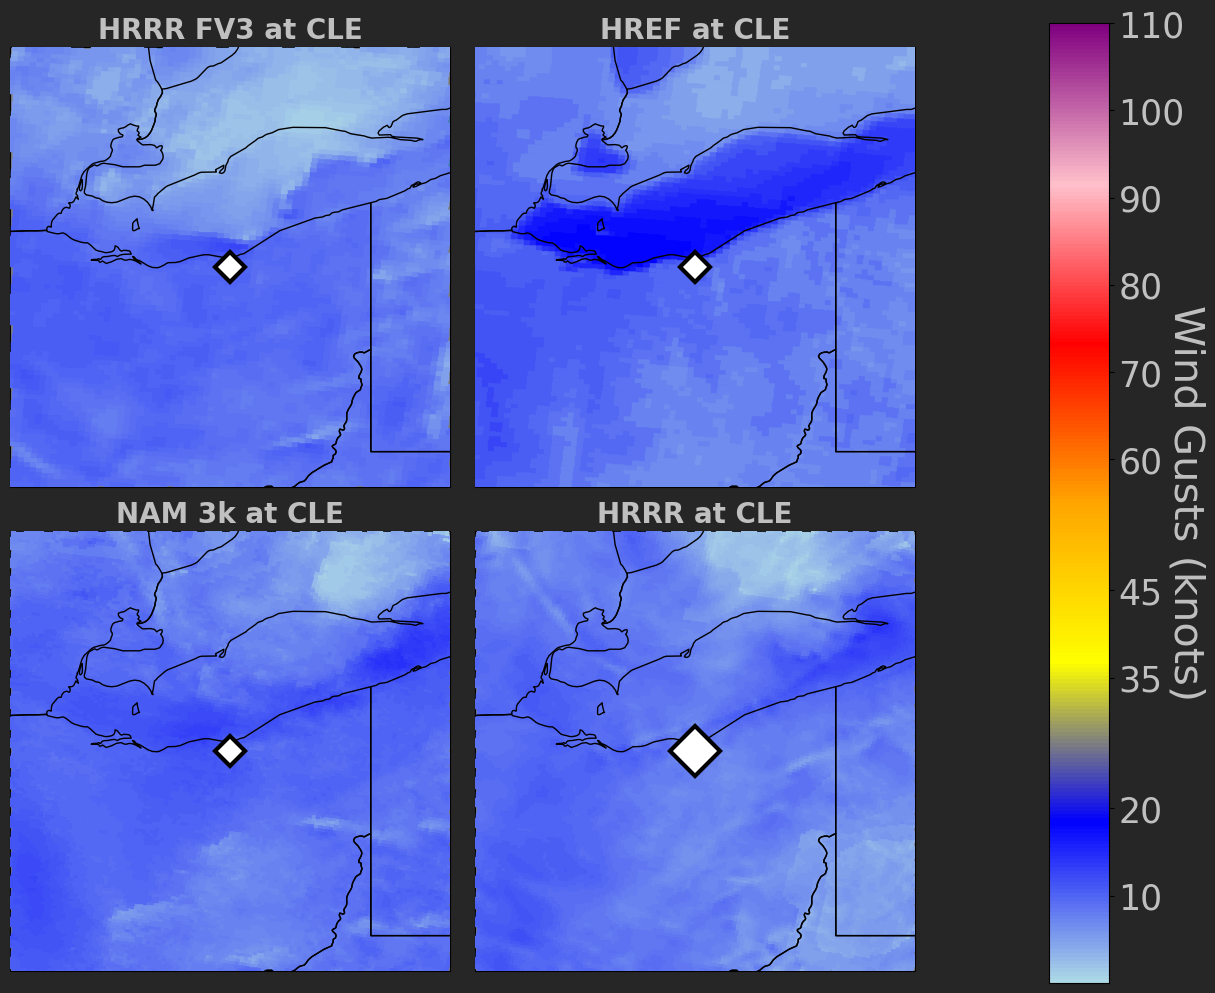 HRRR FV3 at CLE
HREF at CLE
NAM 3k at CLE
HRRR at CLE
110
100
90
80
70
60
45
35
20
10
Wind Gusts (knots)